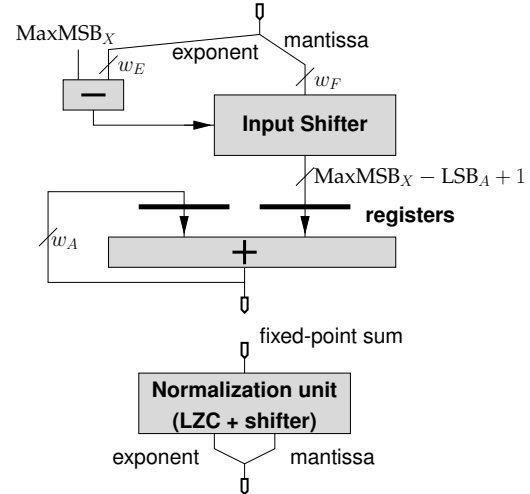 MaxMSB_X
exponent
mantissa
w_E
w_F
−
Input Shifter
MaxMSB_X − LSB_A + 1
registers
w_A
+
fixed-point sum
Normalization unit
(LZC + shifter)
exponent
mantissa